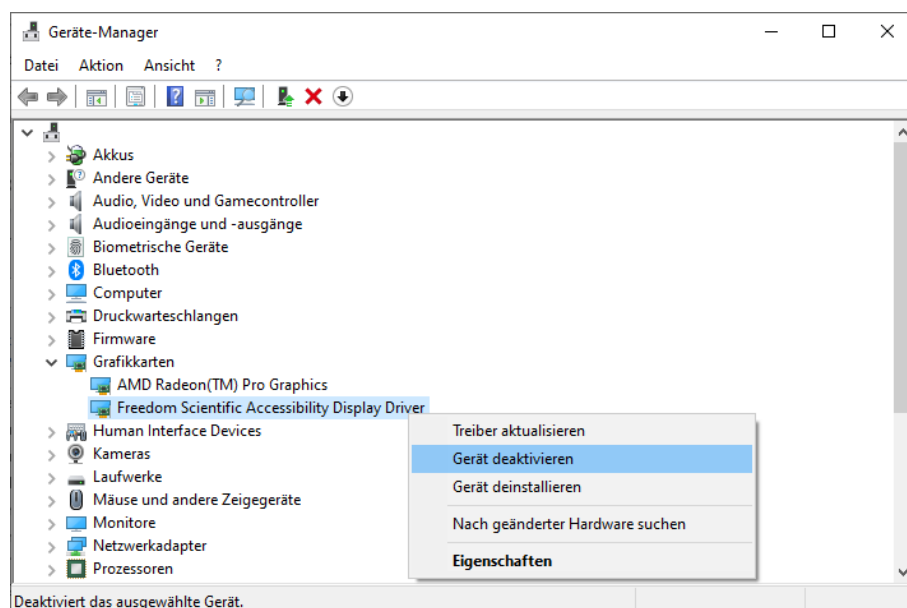 Geräte-Manager
Datei Aktion Ansicht ?
Akkus
Andere Geräte
Audio, Video und Gamecontroller
Audioeingänge und -ausgänge
Biometrische Geräte
Bluetooth
Computer
Druckwarteschlangen
Firmware
Grafikkarten
AMD Radeon(TM) Pro Graphics
Freedom Scientific Accessibility Display Driver
Human Interface Devices
Kameras
Laufwerke
Mäuse und andere Zeigegeräte
Monitore
Netzwerkadapter
Prozessoren
Treiber aktualisieren
Gerät deaktivieren
Gerät deinstallieren
Nach geänderter Hardware suchen
Eigenschaften
Deaktiviert das ausgewählte Gerät.